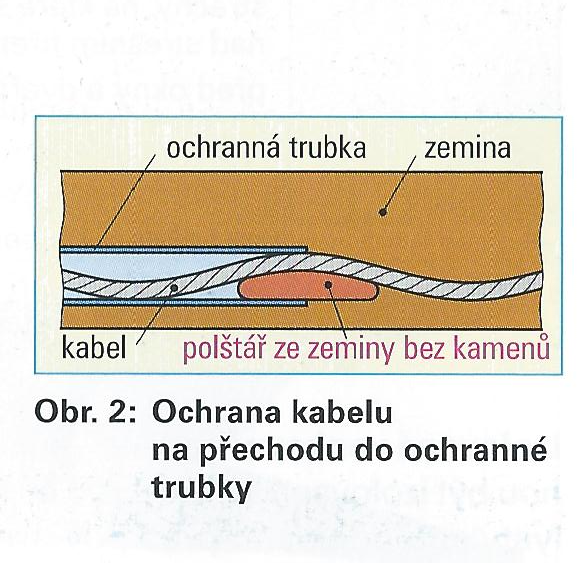 ochranná trubka zemina
kabel polštář ze zeminy bez kamenů
Obr. 2: Ochrana kabelu
na přechodu do ochranné
trubky